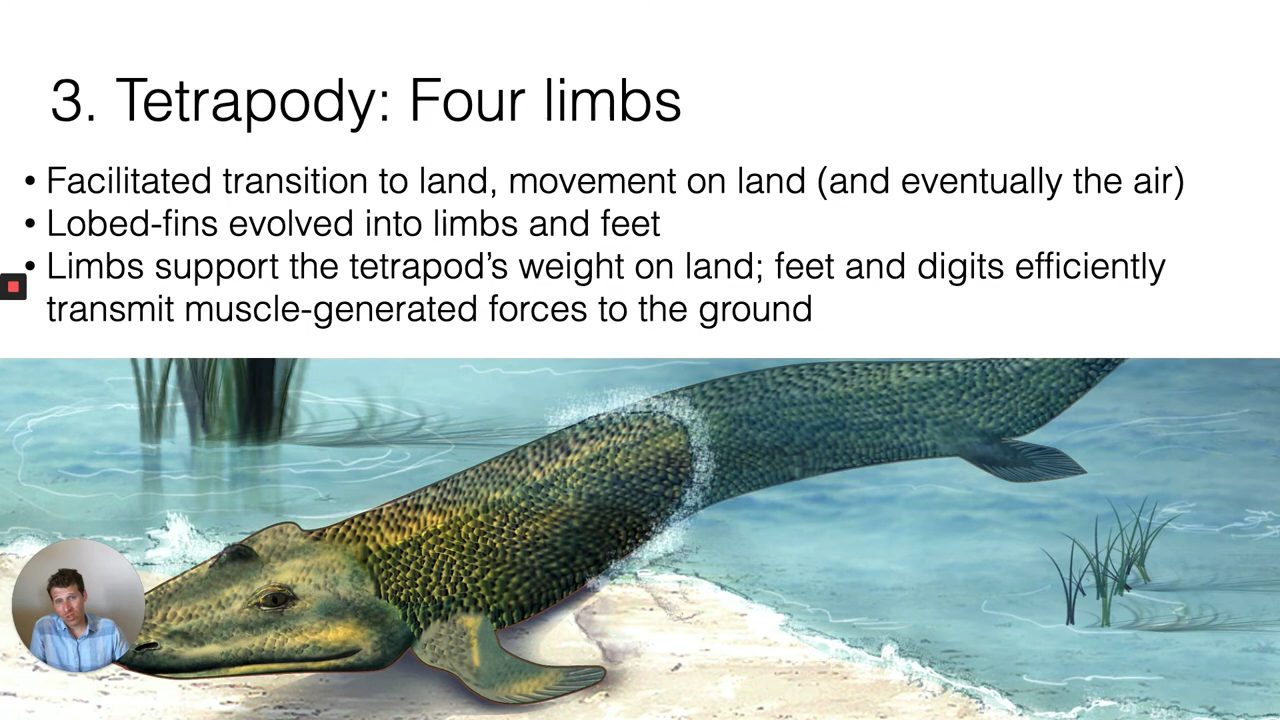 3. Tetrapody: Four limbs
• Facilitated transition to land, movement on land (and eventually the air)
• Lobed-fins evolved into limbs and feet
• Limbs support the tetrapod’s weight on land; feet and digits efficiently
transmit muscle-generated forces to the ground